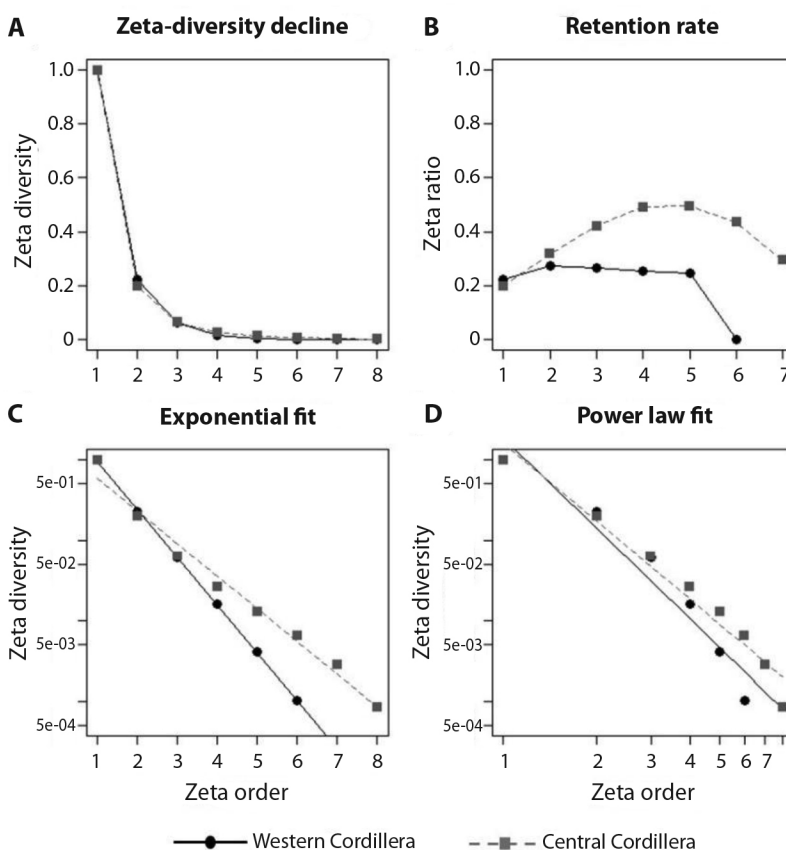 A Zeta-diversity decline
Zeta diversity
1.0
0.8
0.6
0.4
0.2
0
1 2 3 4 5 6 7 8
B Retention rate
Zeta ratio
1.0
0.8
0.6
0.4
0.2
0
1 2 3 4 5 6 7
C Exponential fit
Zeta diversity
5e-01
5e-02
5e-03
5e-04
1 2 3 4 5 6 7 8
Zeta order
D Power law fit
Zeta diversity
5e-01
5e-02
5e-03
5e-04
1 2 3 4 5 6 7
Zeta order
Western Cordillera Central Cordillera